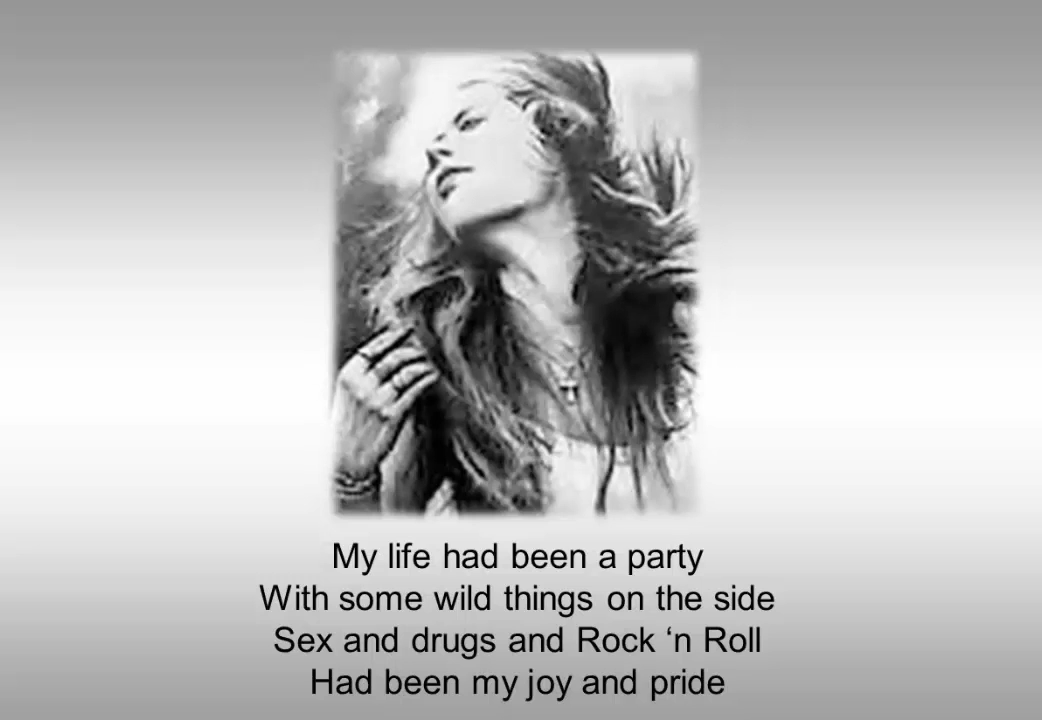 My life had been a party
With some wild things on the side
Sex and drugs and Rock ‘n Roll
Had been my joy and pride